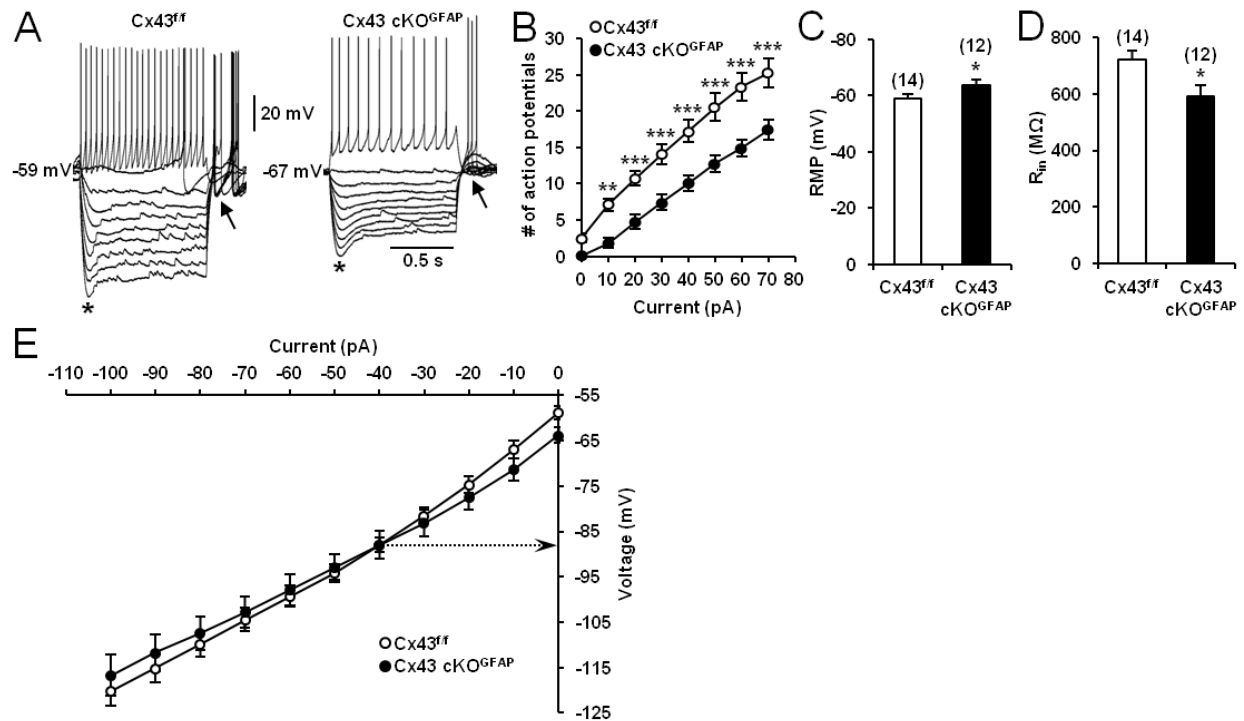 A
Cx43f/f
Cx43 cKOGFAP
20 mV
-59 mV
-67 mV
0.5 s
*
*
B
Cx43f/f
Cx43 cKOGFAP
# of action potentials
30
25
20
15
10
5
0
** *** *** *** *** *** ***
0 10 20 30 40 50 60 70 80
Current (pA)
C
RMP (mV)
-80
-60
-40
-20
0
(14)
(12)
*
Cx43f/f
Cx43
cKOGFAP
D
Rin (MΩ)
800
600
400
200
0
(14)
(12)
*
Cx43f/f
Cx43
cKOGFAP
E
Current (pA)
-110 -100 -90 -80 -70 -60 -50 -40 -30 -20 -10 0
-55
-65
-75
-85
-95
-105
-115
-125
Voltage (mV)
Cx43f/f
Cx43 cKOGFAP